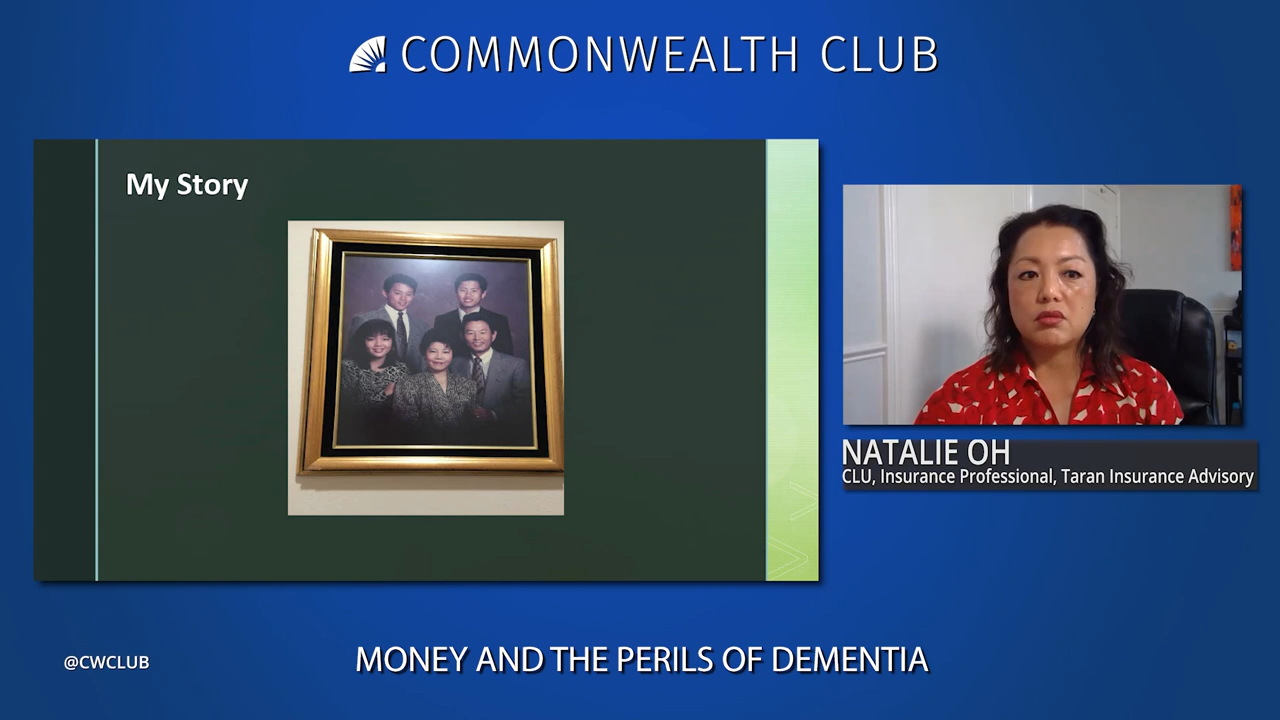 COMMONWEALTH CLUB
My Story
NATALIE OH
CLU, Insurance Professional, Taran Insurance Advisory
@CWCLUB
MONEY AND THE PERILS OF DEMENTIA